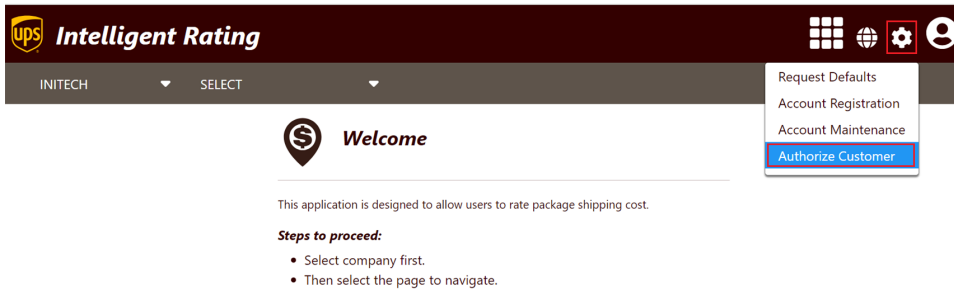 ups Intelligent Rating
INITECH SELECT
Request Defaults
Account Registration
Account Maintenance
Authorize Customer
Welcome
This application is designed to allow users to rate package shipping cost.
Steps to proceed:
• Select company first.
• Then select the page to navigate.